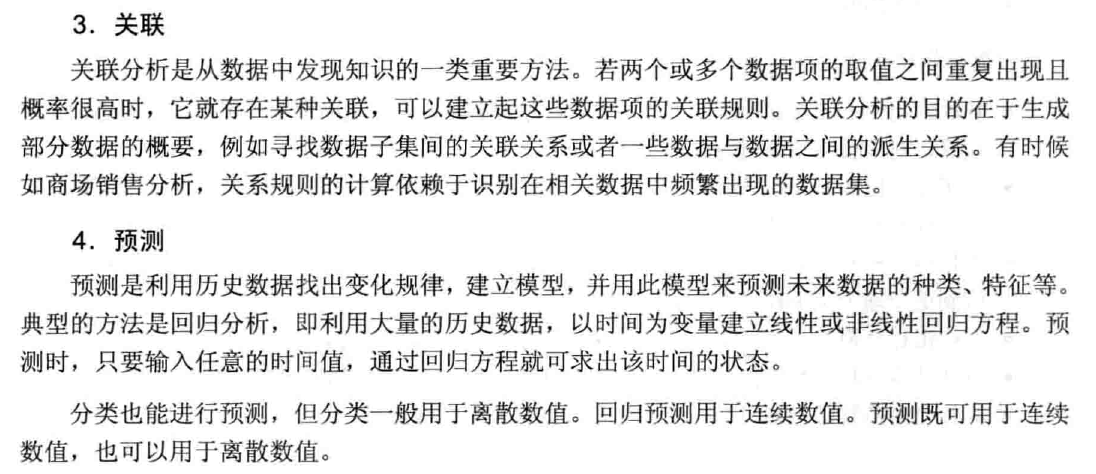 3．关联
关联分析是从数据中发现知识的一类重要方法。若两个或多个数据项的取值之间重复出现且
概率很高时，它就存在某种关联，可以建立起这些数据项的关联规则。关联分析的目的在于生成
部分数据的概要，例如寻找数据子集间的关联关系或者一些数据与数据之间的派生关系。有时候
如商场销售分析，关系规则的计算依赖于识别在相关数据中频繁出现的数据集。
4．预测
预测是利用历史数据找出变化规律，建立模型，并用此模型来预测未来数据的种类、特征等。
典型的方法是回归分析，即利用大量的历史数据，以时间为变量建立线性或非线性回归方程。预
测时，只要输入任意的时间值，通过回归方程就可求出该时间的状态。
分类也能进行预测，但分类一般用于离散数值。回归预测用于连续数值。预测既可用于连续
数值，也可以用于离散数值。